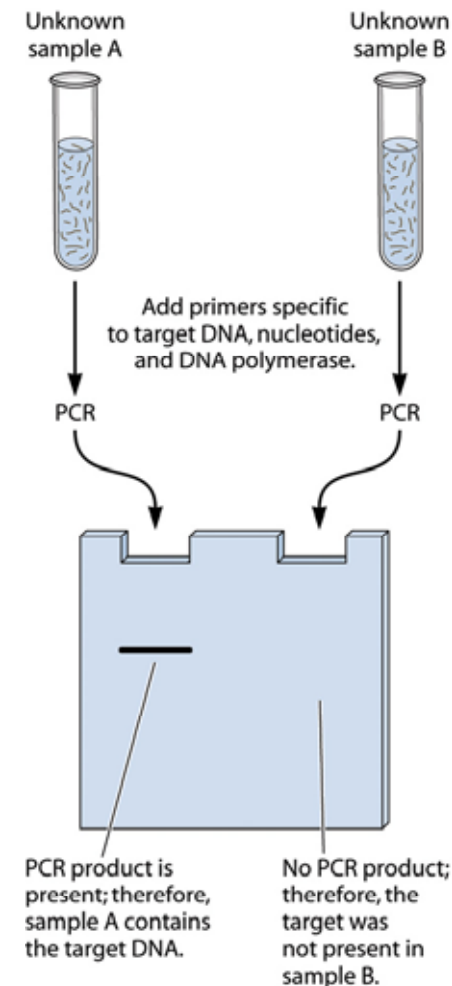 Unknown
sample A
Unknown
sample B
Add primers specific
to target DNA, nucleotides,
and DNA polymerase.
PCR
PCR
PCR product is
present; therefore,
sample A contains
the target DNA.
No PCR product;
therefore, the
target was
not present in
sample B.